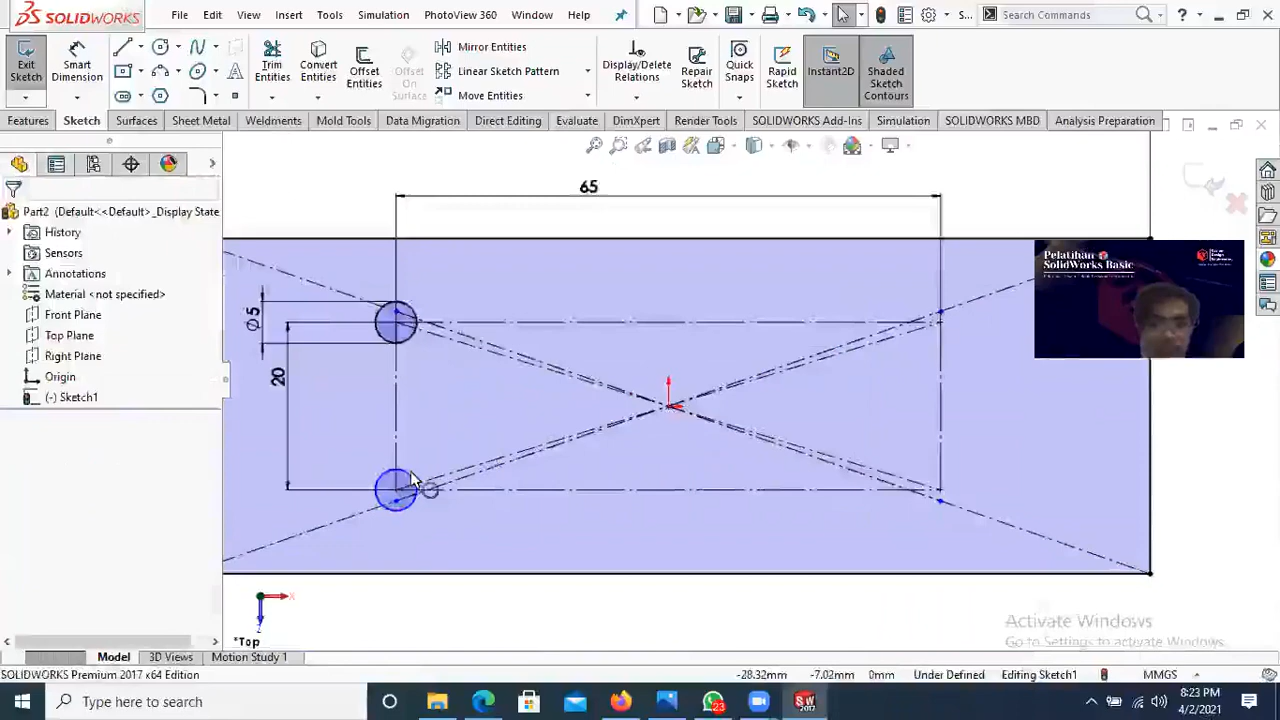 SOLIDWORKS File Edit View Insert Tools Simulation PhotoView 360 Window Help S... Search Commands ?
Exit Sketch
Smart Dimension
Trim Entities
Convert Entities
Offset Entities
Offset On Surface
Mirror Entities
Linear Sketch Pattern
Move Entities
Display/Delete Relations
Repair Sketch
Quick Snaps
Rapid Sketch
Instant2D
Shaded Sketch Contours
Features Sketch Surfaces Sheet Metal Weldments Mold Tools Data Migration Direct Editing Evaluate DimXpert Render Tools SOLIDWORKS Add-Ins Simulation SOLIDWORKS MBD Analysis Preparation
Part2 (Default<<Default>_Display State
History
Sensors
Annotations
Material <not specified>
Front Plane
Top Plane
Right Plane
Origin
(-) Sketch1
65
Ø5
20
Pelatihan
SolidWorks Basic
*Top
Activate Windows
Go to Settings to activate Windows.
Model 3D Views Motion Study 1
SOLIDWORKS Premium 2017 x64 Edition -28.32mm -7.02mm 0mm Under Defined Editing Sketch1 MMGS
Type here to search
23
SW
2017
8:23 PM
4/2/2021